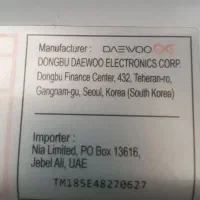 Manufacturer : DAEWOO
DONGBU DAEWOO ELECTRONICS CORP.
Dongbu Finance Center, 432, Teheran-ro,
Gangnam-gu, Seoul, Korea (South Korea)
Importer :
Nia Limited, PO Box 13616,
Jebel Ali, UAE
TM185E48270627